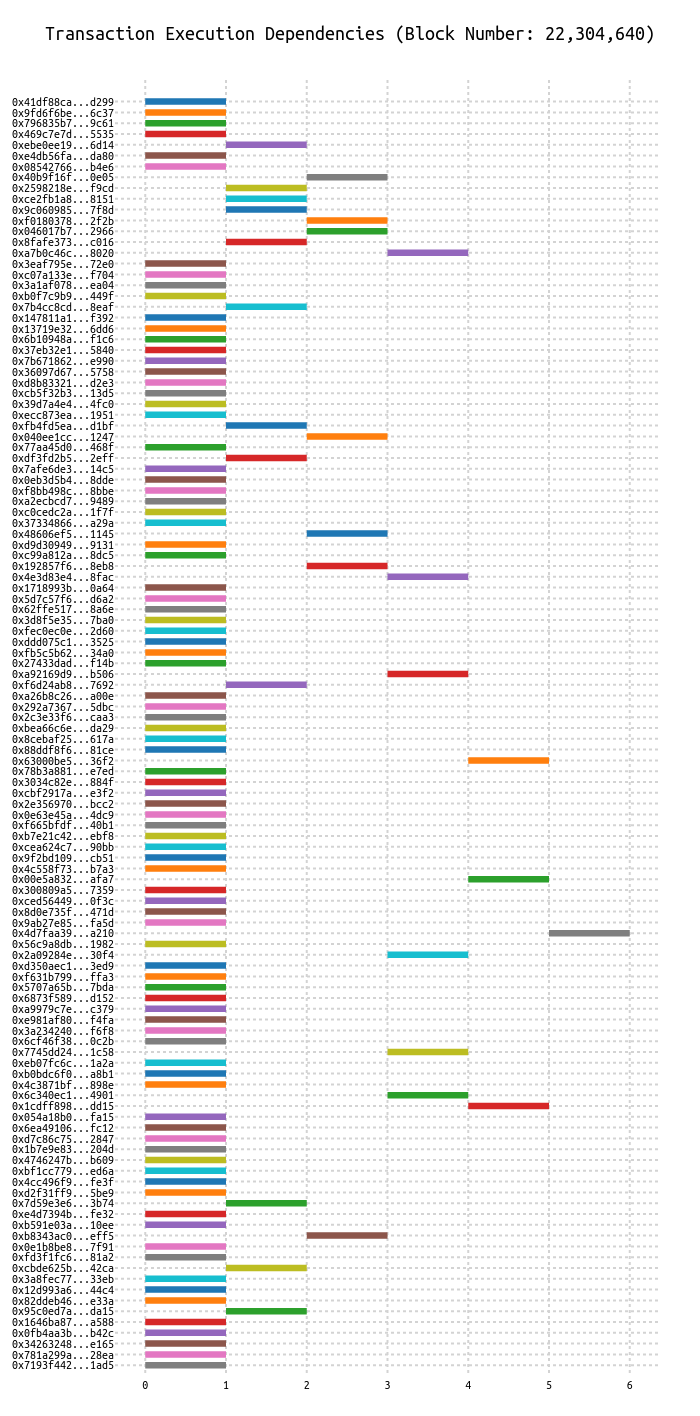 Transaction Execution Dependencies (Block Number: 22,304,640)
0x41df88ca...d299
0x9fd6f6be...6c37
0x796835b7...9c61
0x469c7e7d...5535
0xebe0ee19...6d14
0xe4db56fa...da80
0x08542766...b4e6
0x40b9f16f...0e05
0x2598218e...f9cd
0xce2fb1a8...8151
0x9c060985...7f8d
0xf0180378...2f2b
0x046017b7...2966
0x8fafe373...c016
0xa7b0c46c...8020
0x3eaf795e...72e0
0xc07a133e...f704
0x3a1af078...ea04
0xb0f7c9b9...449f
0x7b4cc8cd...8eaf
0x147811a1...f392
0x13719e32...6dd6
0x6b10948a...f1c6
0x37eb32e1...5840
0x7b671862...e990
0x36097d67...5758
0xd8b83321...d2e3
0xcb5f32b3...13d5
0x39d7a4e4...4fc0
0xecc873ea...1951
0xfb4fd5ea...d1bf
0x040ee1cc...1247
0x77aa45d0...468f
0xdf3fd2b5...2eff
0x7afe6de3...14c5
0x0eb3d5b4...8dde
0xf8bb498c...8bbe
0xa2ecbcd7...9489
0xc0cedc2a...1f7f
0x37334866...a29a
0x48606ef5...1145
0xd9d30949...9131
0xc99a812a...8dc5
0x192857f6...8eb8
0x4e3d83e4...8fac
0x1718993b...0a64
0x5d7c57f6...d6a2
0x62ffe517...8a6e
0x3d8f5e35...7ba0
0xfec0ec0e...2d60
0xddd075c1...3525
0xfb5c5b62...34a0
0x27433dad...f14b
0xa92169d9...b506
0xf6d24ab8...7692
0xa26b8c26...a00e
0x292a7367...5dbc
0x2c3e33f6...caa3
0xbea66c6e...da29
0x8cebaf25...617a
0x88ddf8f6...81ce
0x63000be5...36f2
0x78b3a881...e7ed
0x3034c82e...884f
0xcbf2917a...e3f2
0x2e356970...bcc2
0x0e63e45a...4dc9
0xf665bfdf...40b1
0xb7e21c42...ebf8
0xcea624c7...90bb
0x9f2bd109...cb51
0x4c558f73...b7a3
0x00e5a832...afa7
0x300809a5...7359
0xced56449...0f3c
0x8d0e735f...471d
0x9ab27e85...fa5d
0x4d7faa39...a210
0x56c9a8db...1982
0x2a09284e...30f4
0xd350aec1...3ed9
0xf631b799...ffa3
0x5707a65b...7bda
0x6873f589...d152
0xa9979c7e...c379
0xe981af80...f4fa
0x3a234240...f6f8
0x6cf46f38...0c2b
0x7745dd24...1c58
0xeb07fc6c...1a2a
0xb0bdc6f0...a8b1
0x4c3871bf...898e
0x6c340ec1...4901
0x1cdff898...dd15
0x054a18b0...fa15
0x6ea49106...fc12
0xd7c86c75...2847
0x1b7e9e83...204d
0x4746247b...b609
0xbf1cc779...ed6a
0x4cc496f9...fe3f
0xd2f31ff9...5be9
0x7d59e3e6...3b74
0xe4d7394b...fe32
0xb591e03a...10ee
0xb8343ac0...eff5
0x0e1b8be8...7f91
0xfd3f1fc6...81a2
0xcbde625b...42ca
0x3a8fec77...33eb
0x12d993a6...44c4
0x82ddeb46...e33a
0x95c0ed7a...da15
0x1646ba87...a588
0x0fb4aa3b...b42c
0x34263248...e165
0x781a299a...28ea
0x7193f442...1ad5
0 1 2 3 4 5 6